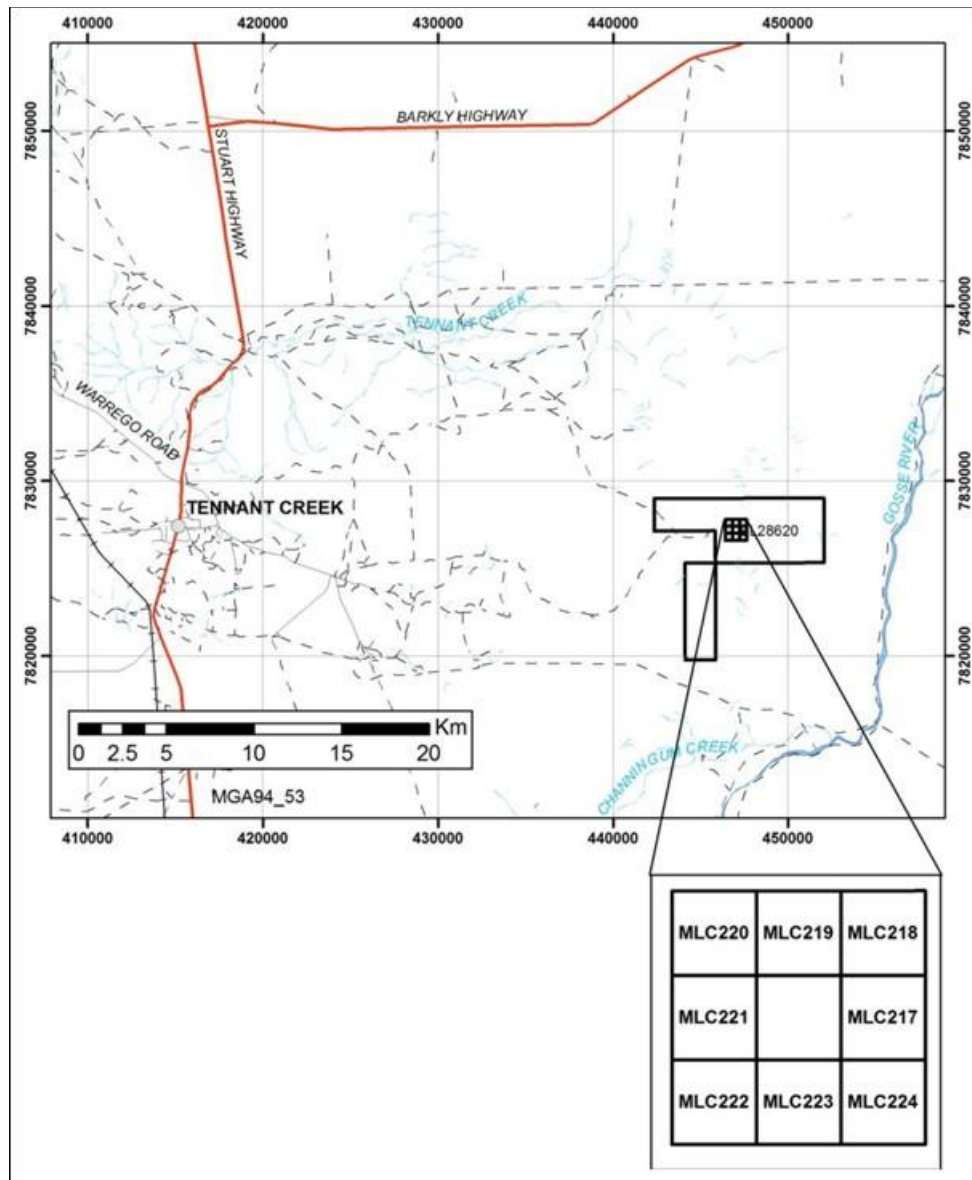 410000 420000 430000 440000 450000
7850000
7850000
BARKLY HIGHWAY
STUART HIGHWAY
7840000
7840000
TENNANT CREEK
WARREGO ROAD
GOSSE RIVER
7830000
7830000
TENNANT CREEK
L28620
7820000
7820000
Km
0 2.5 5 10 15 20
CHANNINGUM CREEK
MGA94_53
410000 420000 430000 440000 450000
MLC220 MLC219 MLC218
MLC221 MLC217
MLC222 MLC223 MLC224